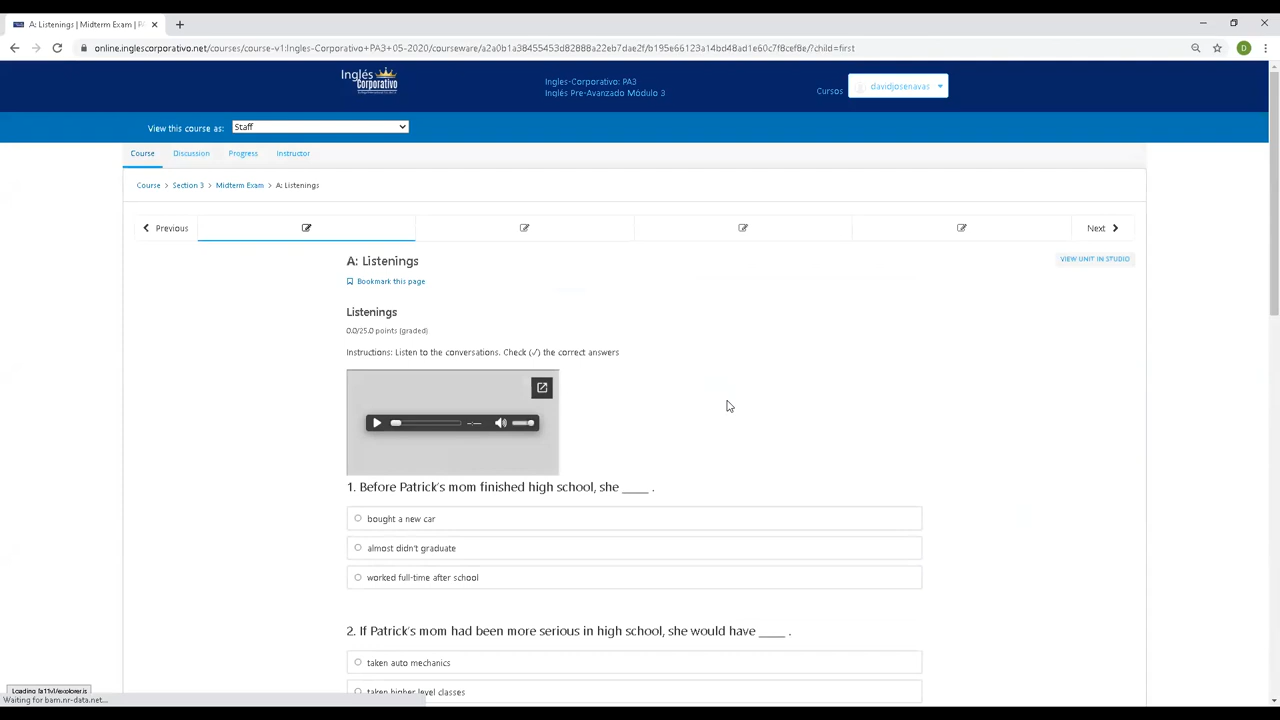 A: Listenings | Midterm Exam |
online.inglescorporativo.net/courses/course-v1:Ingles-Corporativo+PA3+05-2020/courseware/a2a0b1a38455453d82888a22eb7dae2f/b195e66123a14bd48ad1e60c7f8cef8e/?child=first
D
Inglés
corporativo
Ingles-Corporativo: PA3
Inglés Pre-Avanzado Módulo 3
Cursos
davidjosenavas
View this course as:
Staff
Course
Discussion
Progress
Instructor
Course > Section 3 > Midterm Exam > A: Listenings
Previous
Next
A: Listenings
VIEW UNIT IN STUDIO
Bookmark this page
Listenings
0.0/25.0 points (graded)
Instructions: Listen to the conversations. Check (✓) the correct answers
--:--
1. Before Patrick's mom finished high school, she ____ .
bought a new car
almost didn't graduate
worked full-time after school
2. If Patrick's mom had been more serious in high school, she would have ____ .
taken auto mechanics
taken higher level classes
Waiting for bam.nr-data.net...